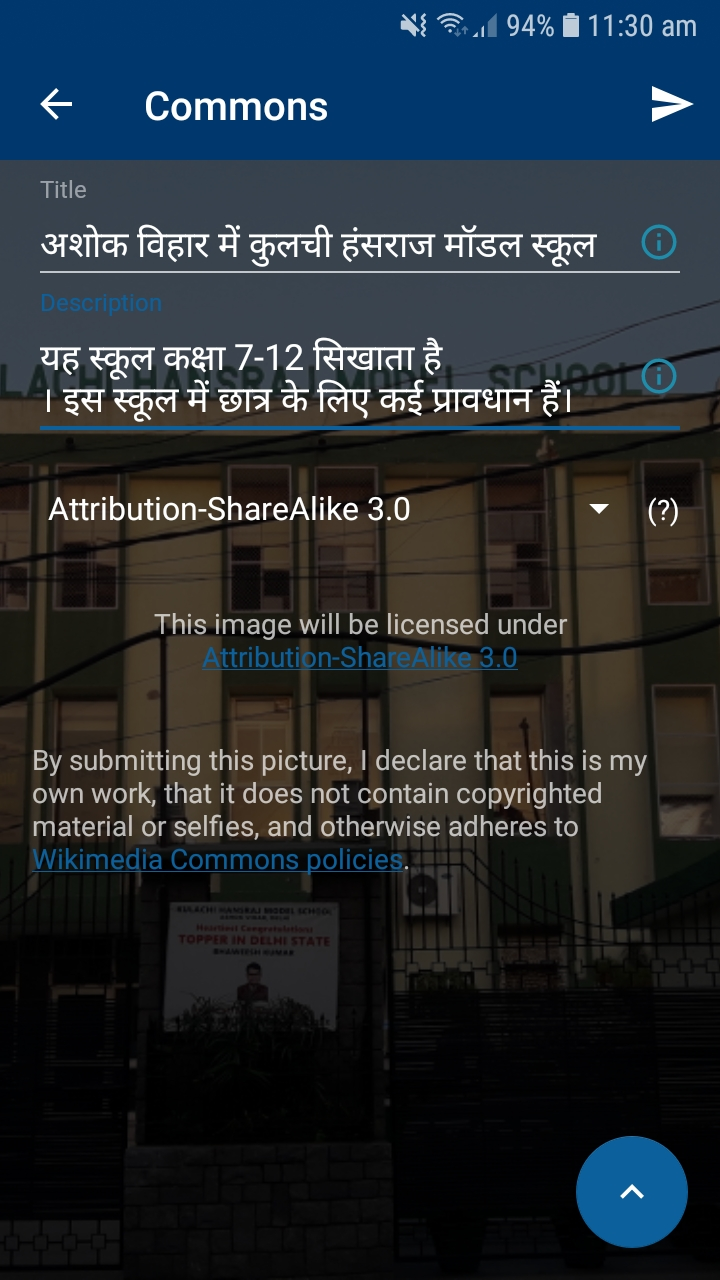 94% 11:30 am
Commons
Title
अशोक विहार में कुलची हंसराज मॉडल स्कूल
Description
यह स्कूल कक्षा 7-12 सिखाता है
। इस स्कूल में छात्र के लिए कई प्रावधान हैं।
Attribution-ShareAlike 3.0 (?)
This image will be licensed under
Attribution-ShareAlike 3.0
By submitting this picture, I declare that this is my
own work, that it does not contain copyrighted
material or selfies, and otherwise adheres to
Wikimedia Commons policies.
KULACHI HANSRAJ MODEL SCHOOL
Heartiest Congratulations
TOPPER IN DELHI STATE
BHAWESH KUMAR